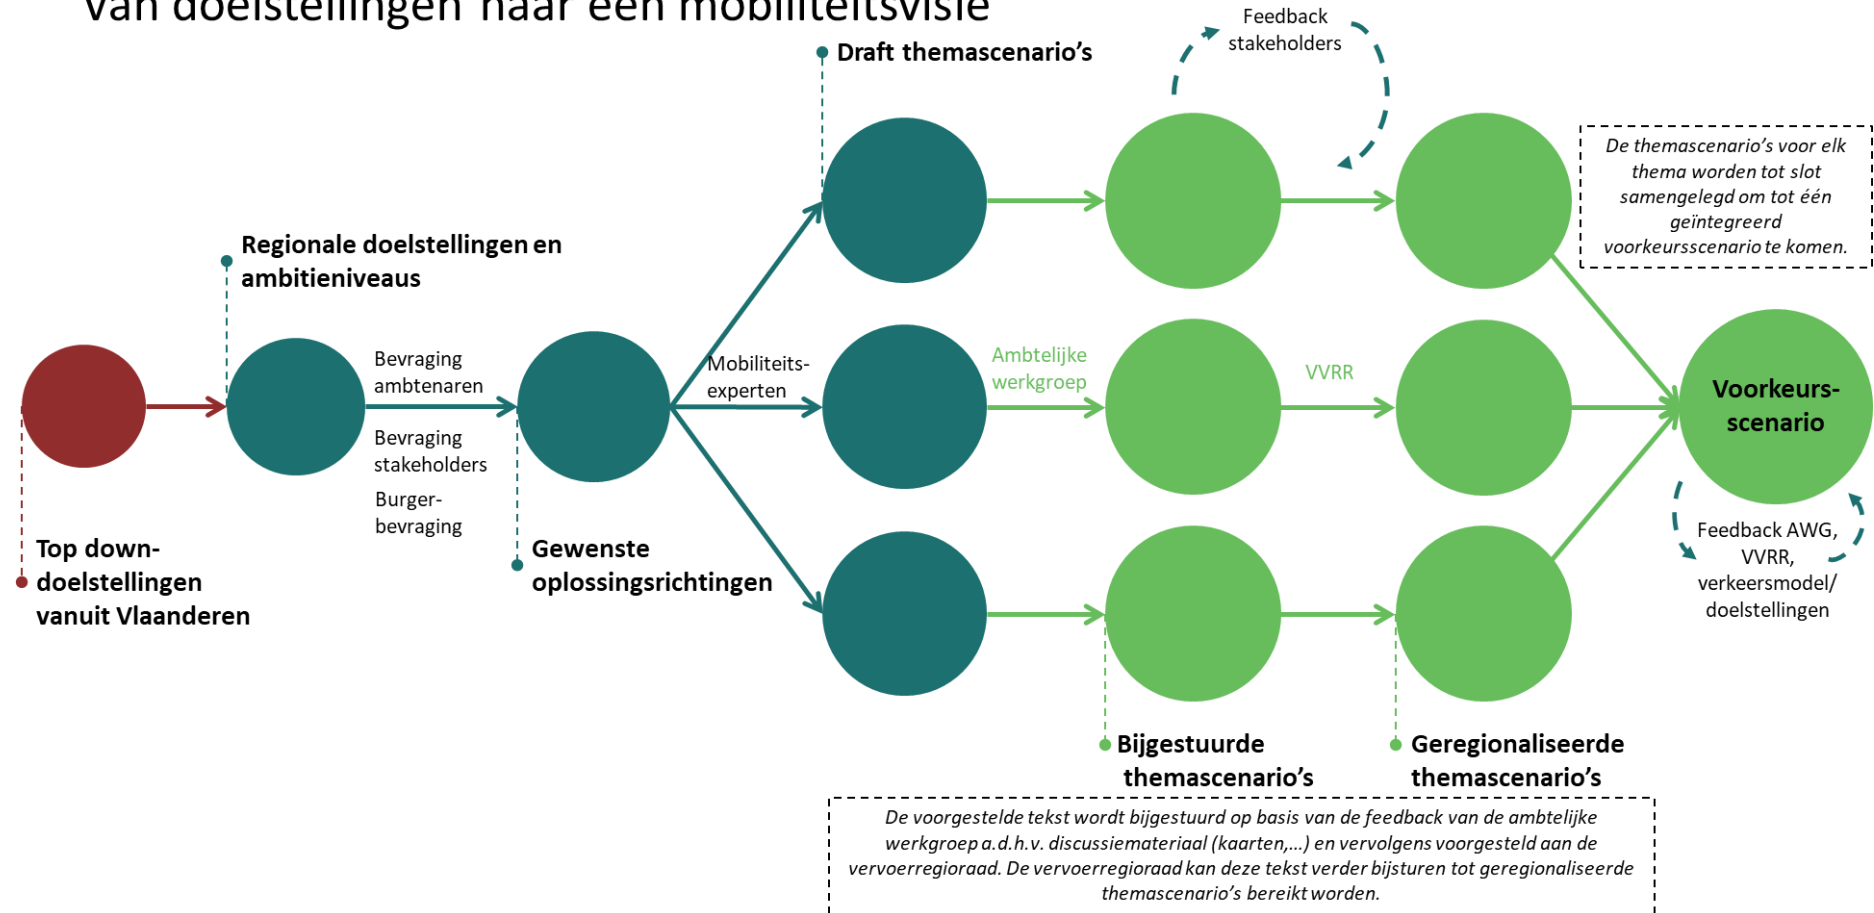 van doelstellingen naar een mobiliteitsvisie
Feedback
stakeholders
Draft themascenario's
De themascenario's voor elk
thema worden tot slot
samengelegd om tot één
geïntegreerd
voorkeursscenario te komen.
Regionale doelstellingen en
ambitieniveaus
Bevraging
ambtenaren
Bevraging
stakeholders
Burger-
bevraging
Mobiliteits-
experten
Ambtelijke
werkgroep
VVRR
Voorkeurs-
scenario
Top down-
doelstellingen
vanuit Vlaanderen
Gewenste
oplossingsrichtingen
Feedback AWG,
VVRR,
verkeersmodel/
doelstellingen
Bijgestuurde
themascenario's
Geregionaliseerde
themascenario's
De voorgestelde tekst wordt bijgestuurd op basis van de feedback van de ambtelijke
werkgroep a.d.h.v. discussiemateriaal (kaarten,...) en vervolgens voorgesteld aan de
vervoerregioraad. De vervoerregioraad kan deze tekst verder bijsturen tot geregionaliseerde
themascenario's bereikt worden.